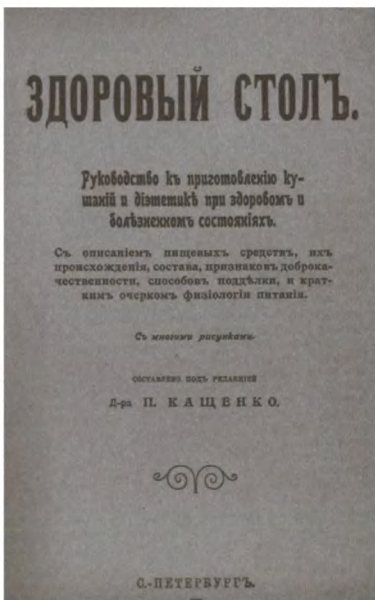 ЗДОРОВЫЙ СТОЛЪ.
Руководство къ приготовленію ку-
шаній и діэтетикѣ при здоровомъ и
болѣзненномъ состояніяхъ.
Съ описаніемъ пищевыхъ средствъ, ихъ
происхожденія, состава, признаковъ доброка-
чественности, способовъ поддѣлки, и крат-
кимъ очеркомъ физіологіи питанія.
Съ многими рисунками.
СОСТАВЛЕНО ПОДЪ РЕДАКЦІЕЙ
Д-ра П. КАЩЕНКО.
С.-ПЕТЕРБУРГЪ.